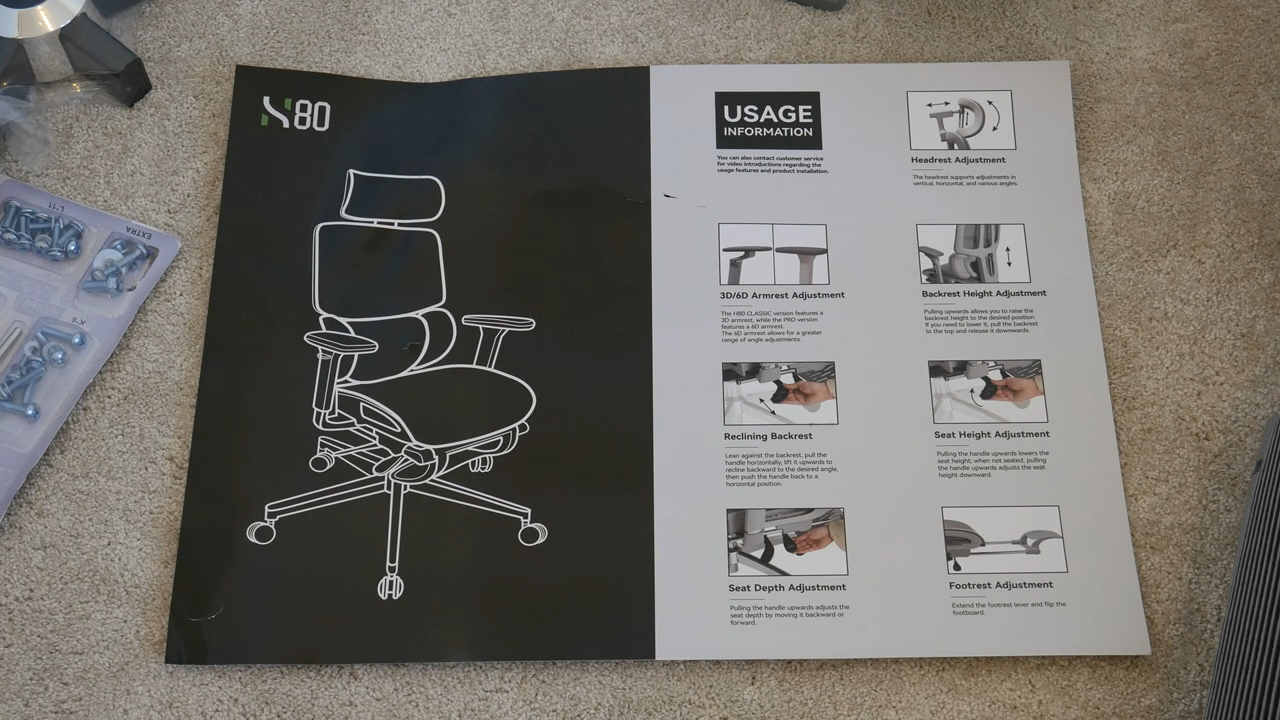 H80
USAGE
INFORMATION
You can also contact customer service
for video introductions regarding the
usage features and product installation.
Headrest Adjustment
The headrest supports adjustments in
vertical, horizontal, and various angles.
3D/6D Armrest Adjustment
The H80 CLASSIC version features a
3D armrest, while the PRO version
features a 6D armrest.
The 6D armrest allows for a greater
range of angle adjustments.
Backrest Height Adjustment
Pulling upwards allows you to raise the
backrest height to the desired position.
If you need to lower it, pull the backrest
to the top and release it downwards.
Reclining Backrest
Lean against the backrest, pull the
handle horizontally, lift it upwards to
recline backward to the desired angle,
then push the handle back to a
horizontal position.
Seat Height Adjustment
Pulling the handle upwards lowers the
seat height; when not seated, pulling
the handle upwards adjusts the seat
height downward.
Seat Depth Adjustment
Pulling the handle upwards adjusts the
seat depth by moving it backward or
forward.
Footrest Adjustment
Extend the footrest lever and flip the
footboard.
L*11
EXTRA
K*6